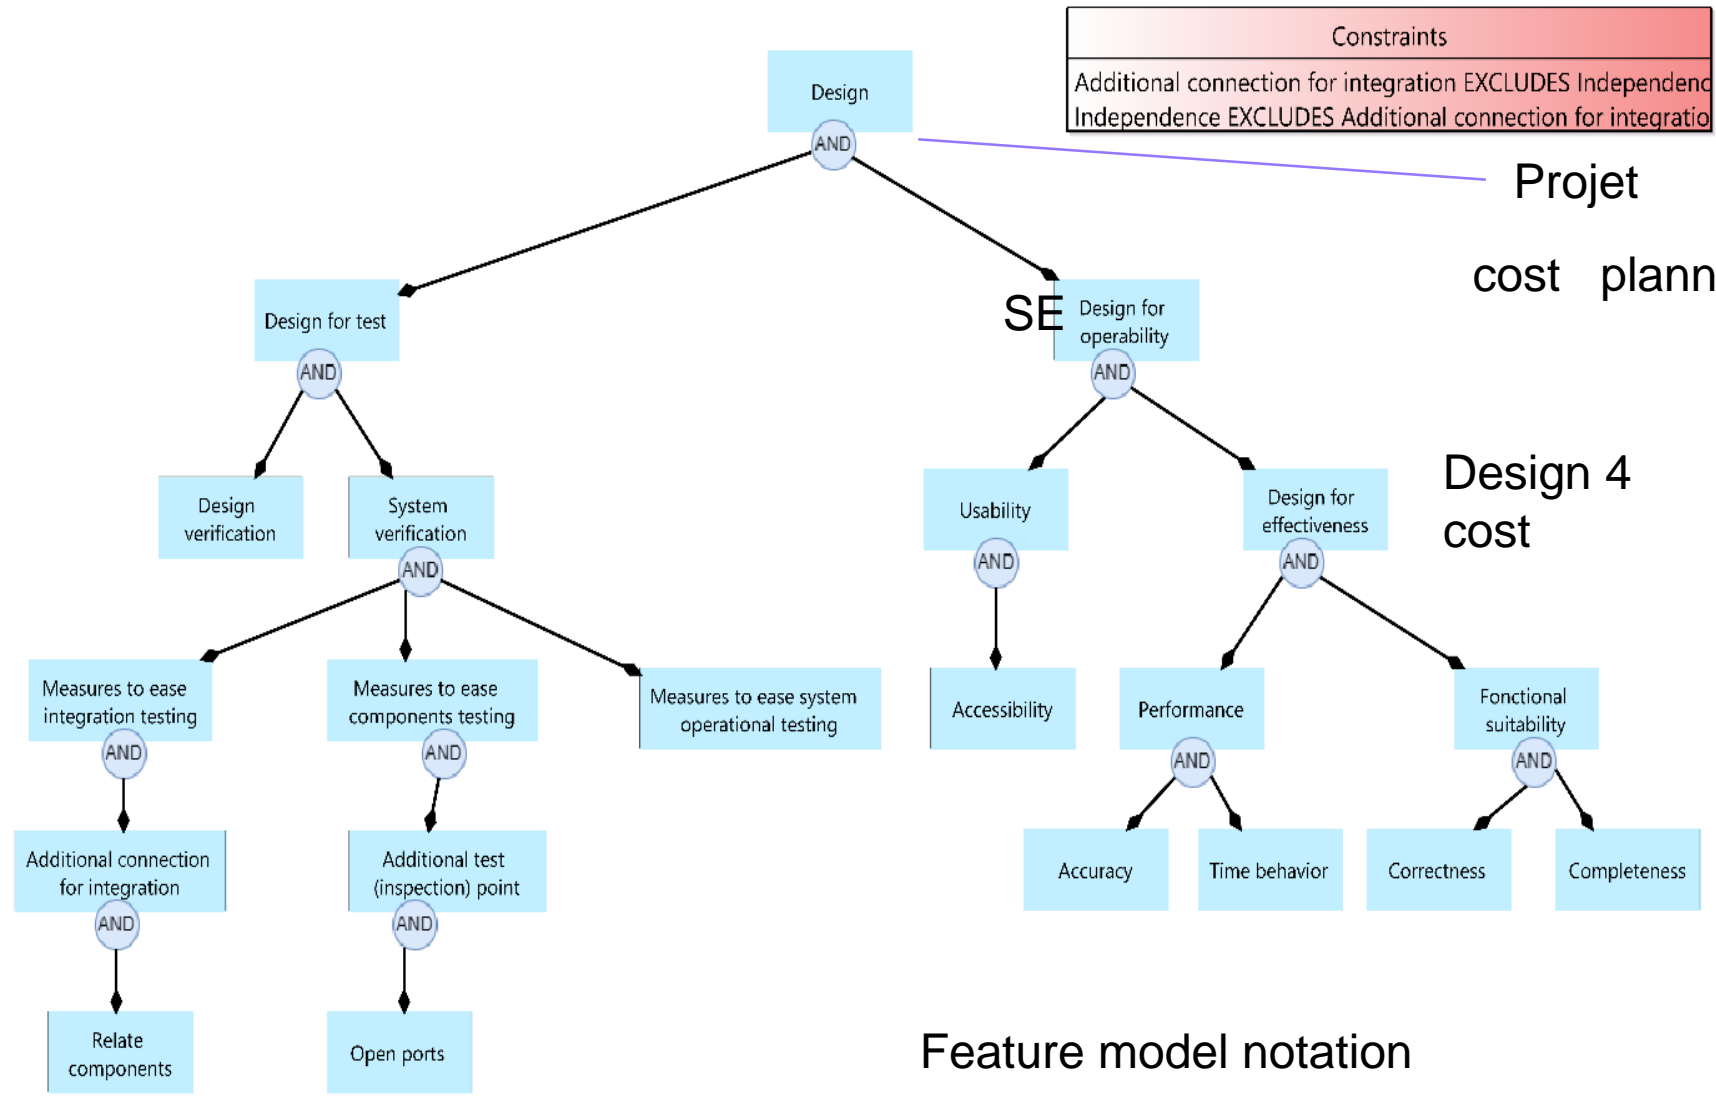 Constraints
Additional connection for integration EXCLUDES Independenc
Independence EXCLUDES Additional connection for integratio
Design
AND
Projet
cost plann
SE
Design for test
AND
Design for
operability
AND
Design 4
cost
Design
verification
System
verification
AND
Usability
AND
Design for
effectiveness
AND
Measures to ease
integration testing
AND
Measures to ease
components testing
AND
Measures to ease system
operational testing
Accessibility
Performance
AND
Fonctional
suitability
AND
Additional connection
for integration
AND
Additional test
(inspection) point
AND
Accuracy
Time behavior
Correctness
Completeness
Relate
components
Open ports
Feature model notation